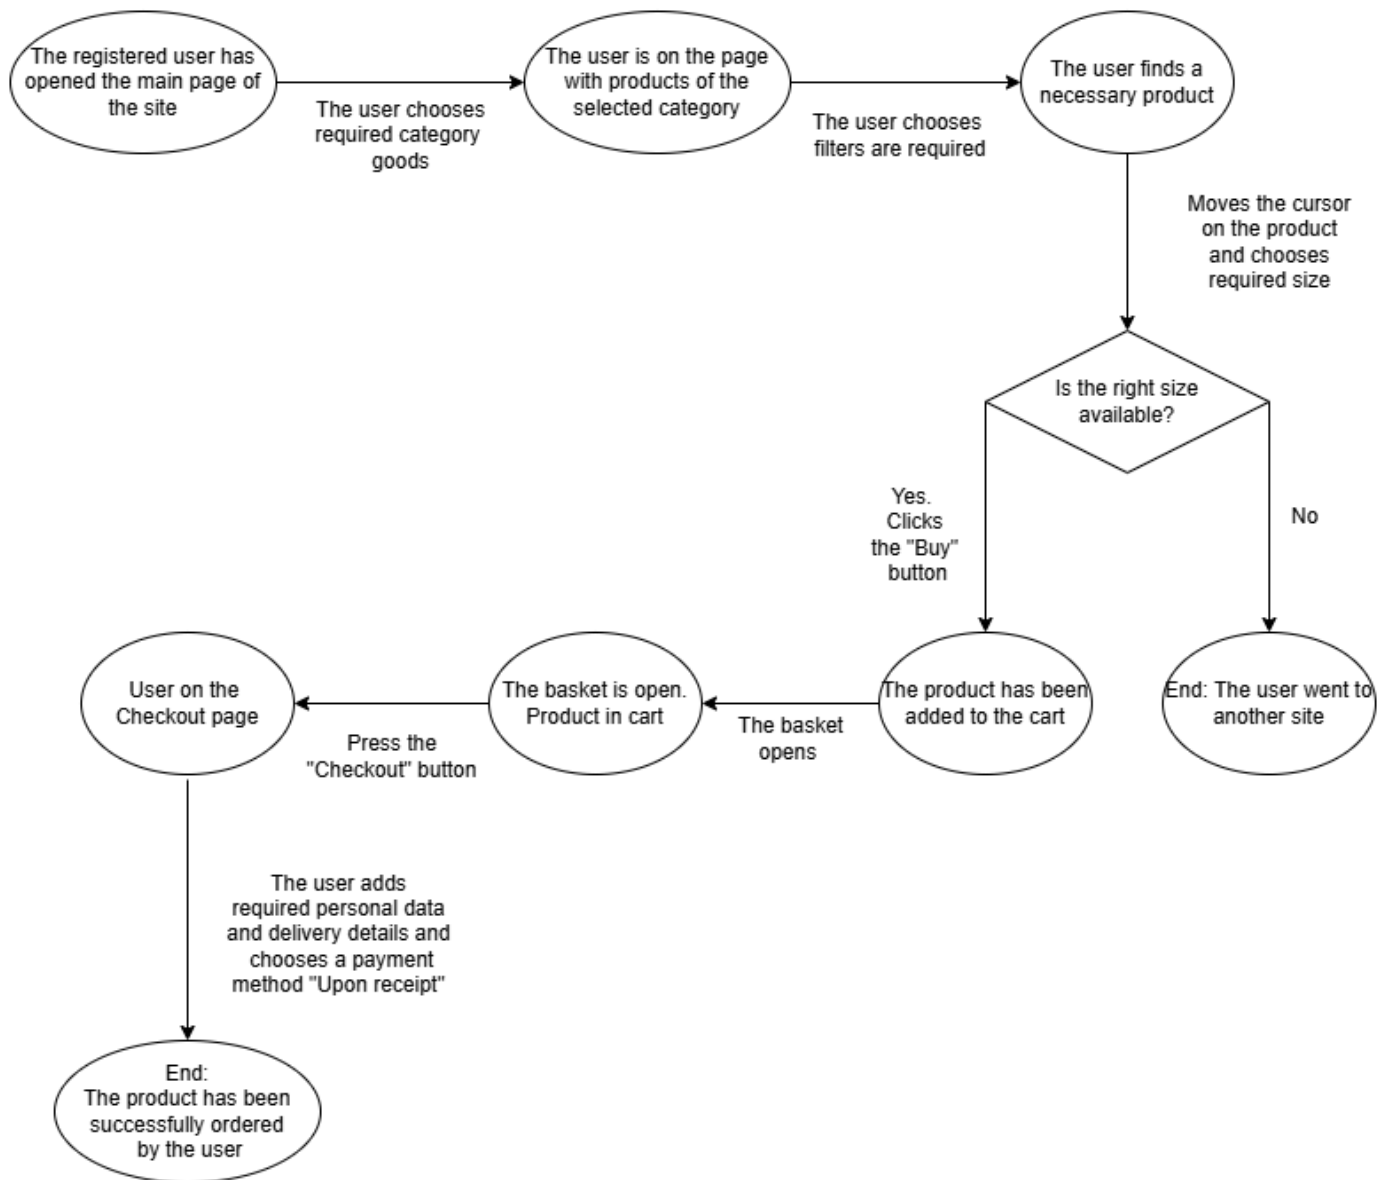 The registered user has
opened the main page of
the site
The user chooses
required category
goods
The user is on the page
with products of the
selected category
The user chooses
filters are required
The user finds a
necessary product
Moves the cursor
on the product
and chooses
required size
Is the right size
available?
Yes.
Clicks
the "Buy"
button
No
End: The user went to
another site
The product has been
added to the cart
The basket
opens
The basket is open.
Product in cart
Press the
"Checkout" button
User on the
Checkout page
The user adds
required personal data
and delivery details and
chooses a payment
method "Upon receipt"
End:
The product has been
successfully ordered
by the user